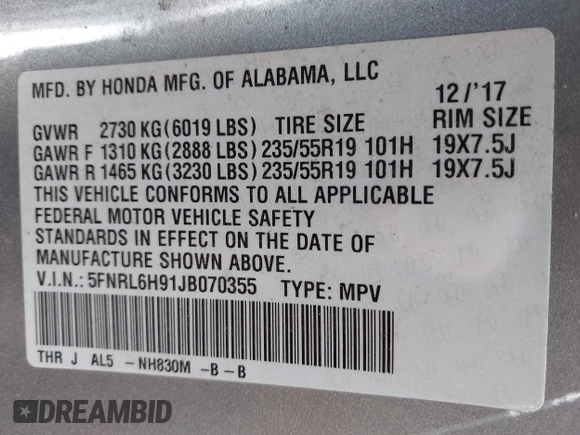 MFD. BY HONDA MFG. OF ALABAMA, LLC
12/'17
GVWR 2730 KG(6019 LBS) TIRE SIZE RIM SIZE
GAWR F 1310 KG(2888 LBS) 235/55R19 101H 19X7.5J
GAWR R 1465 KG(3230 LBS) 235/55R19 101H 19X7.5J
THIS VEHICLE CONFORMS TO ALL APPLICABLE
FEDERAL MOTOR VEHICLE SAFETY
STANDARDS IN EFFECT ON THE DATE OF
MANUFACTURE SHOWN ABOVE.
V.I.N.: 5FNRL6H91JB070355 TYPE: MPV
THR J AL5 -NH830M -B-B
DREAMBID